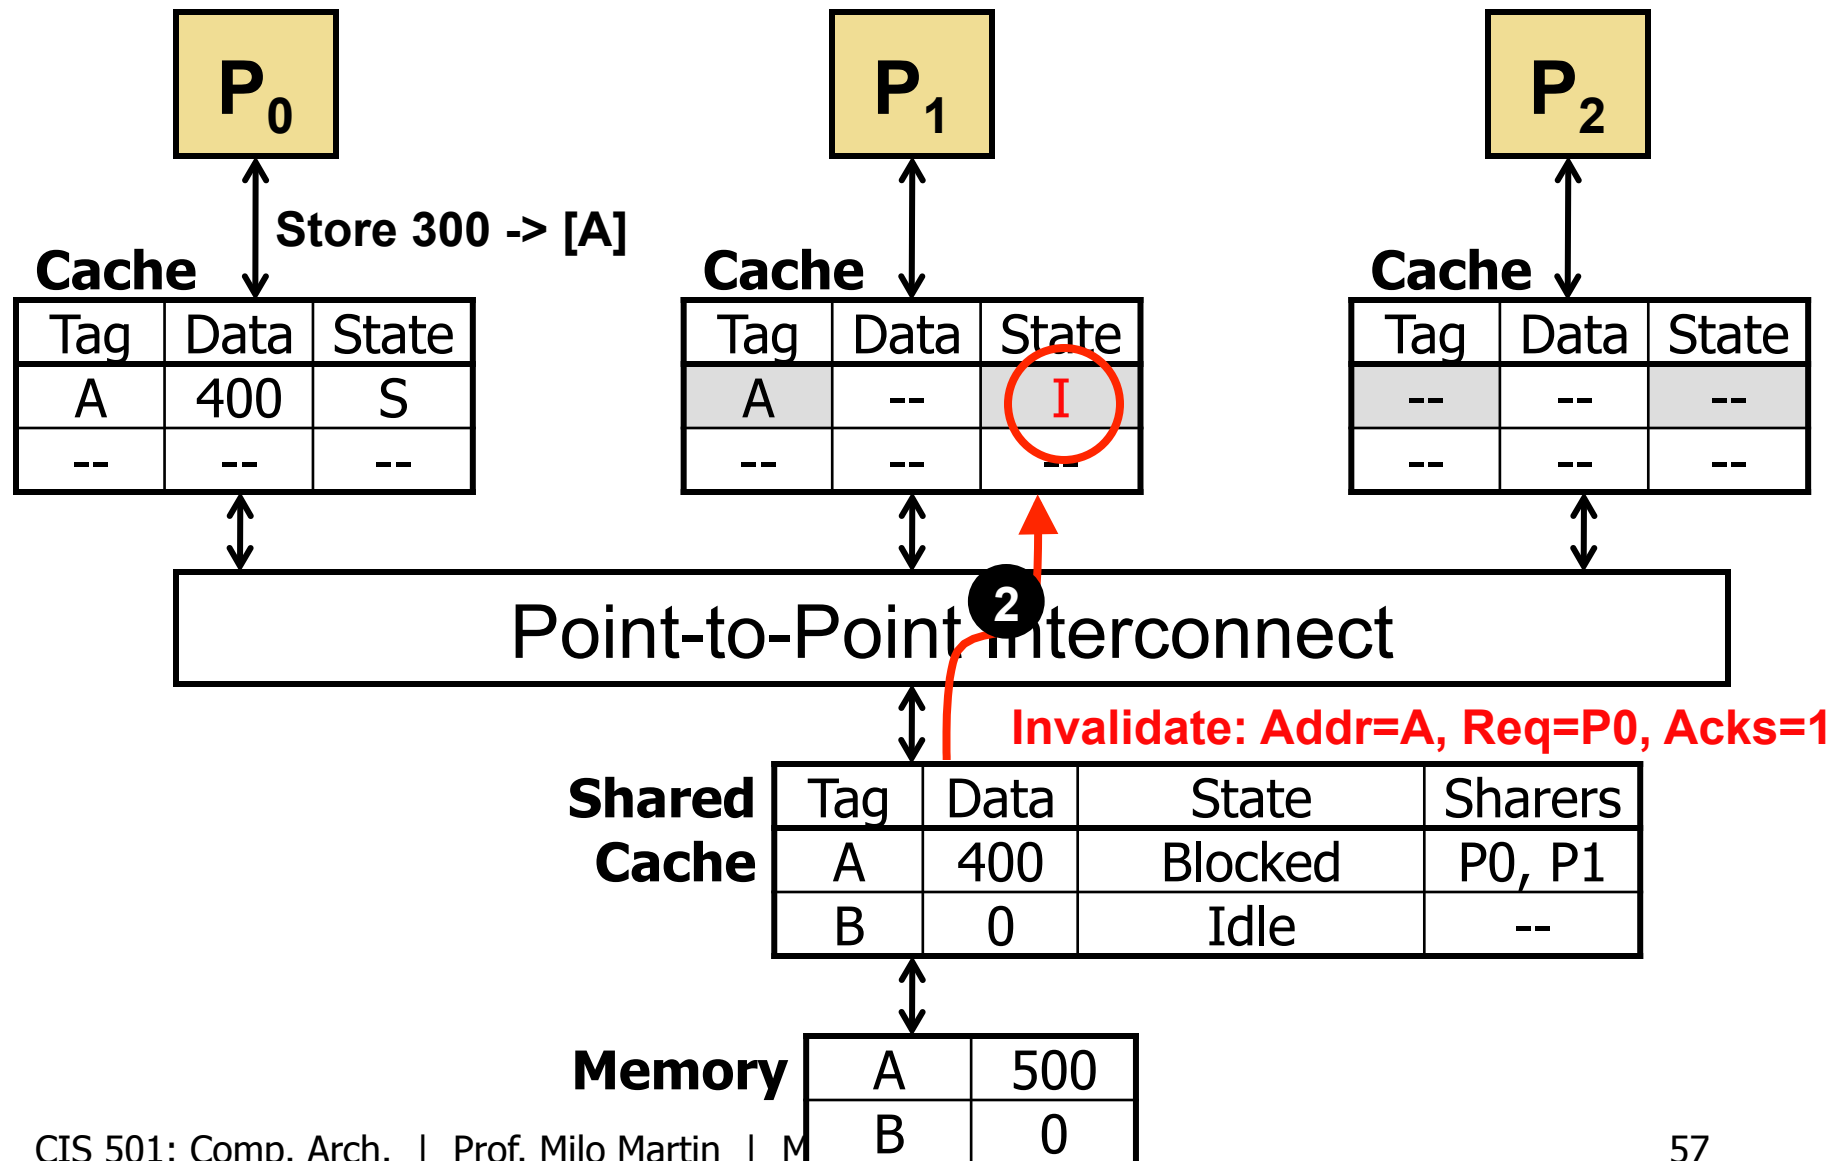 P0 P1 P2
Store 300 -> [A]
Cache Cache Cache
Tag Data State Tag Data State Tag Data State
A 400 S A -- I -- -- --
-- -- -- -- -- -- -- -- --
2
Point-to-Point Interconnect
Invalidate: Addr=A, Req=P0, Acks=1
Shared Tag Data State Sharers
Cache A 400 Blocked P0, P1
B 0 Idle --
Memory A 500
B 0
CIS 501: Comp. Arch. | Prof. Milo Martin | M 57